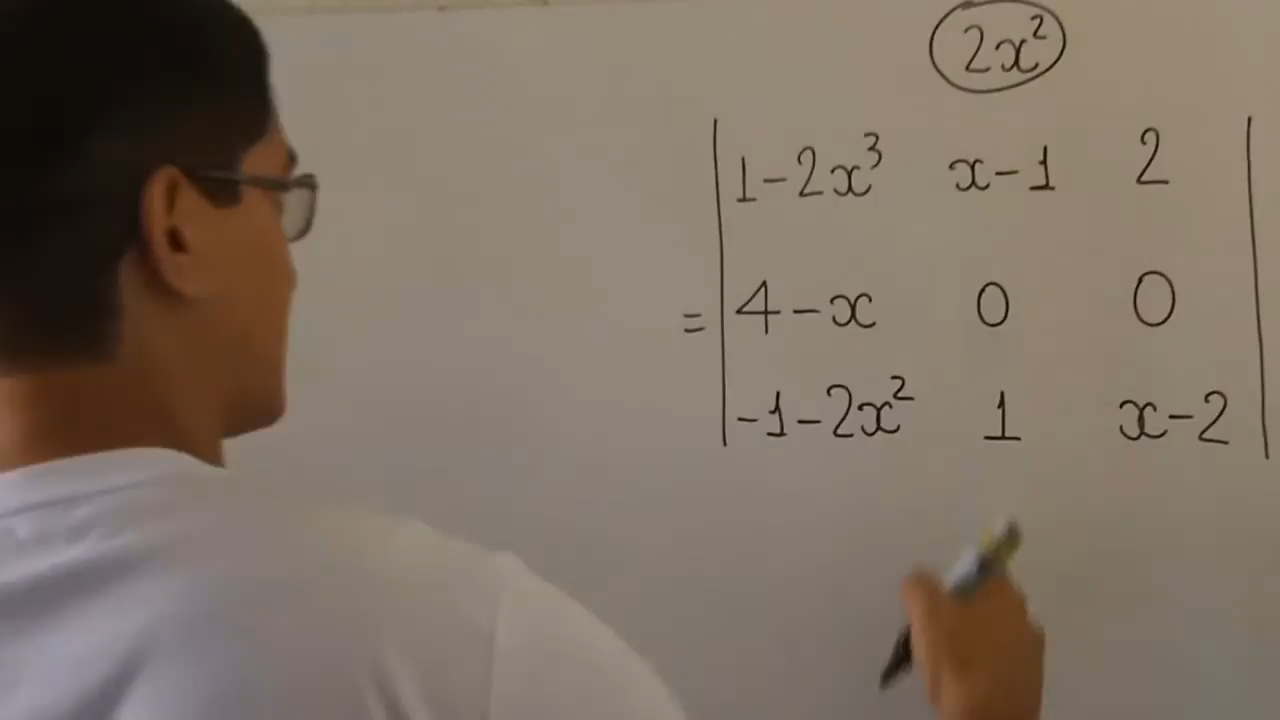 2x²
1-2x³ x-1 2
= 4-x 0 0
-1-2x² 1 x-2